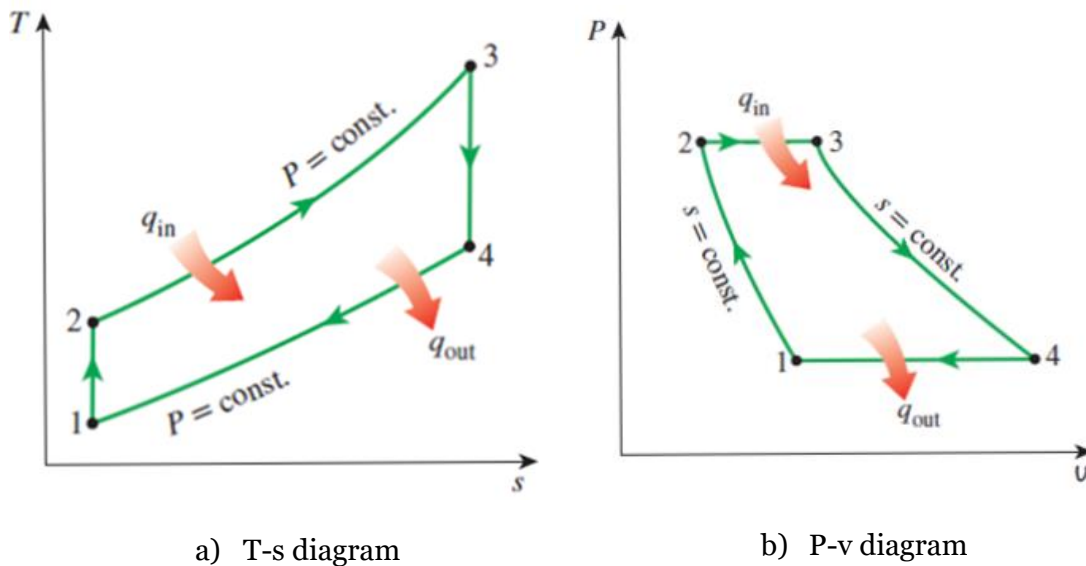 T
3
P = const.
q_in
2
4
q_out
1
P = const.
s
a) T-s diagram
P
q_in
2
3
s = const.
s = const.
1
4
q_out
υ
b) P-v diagram